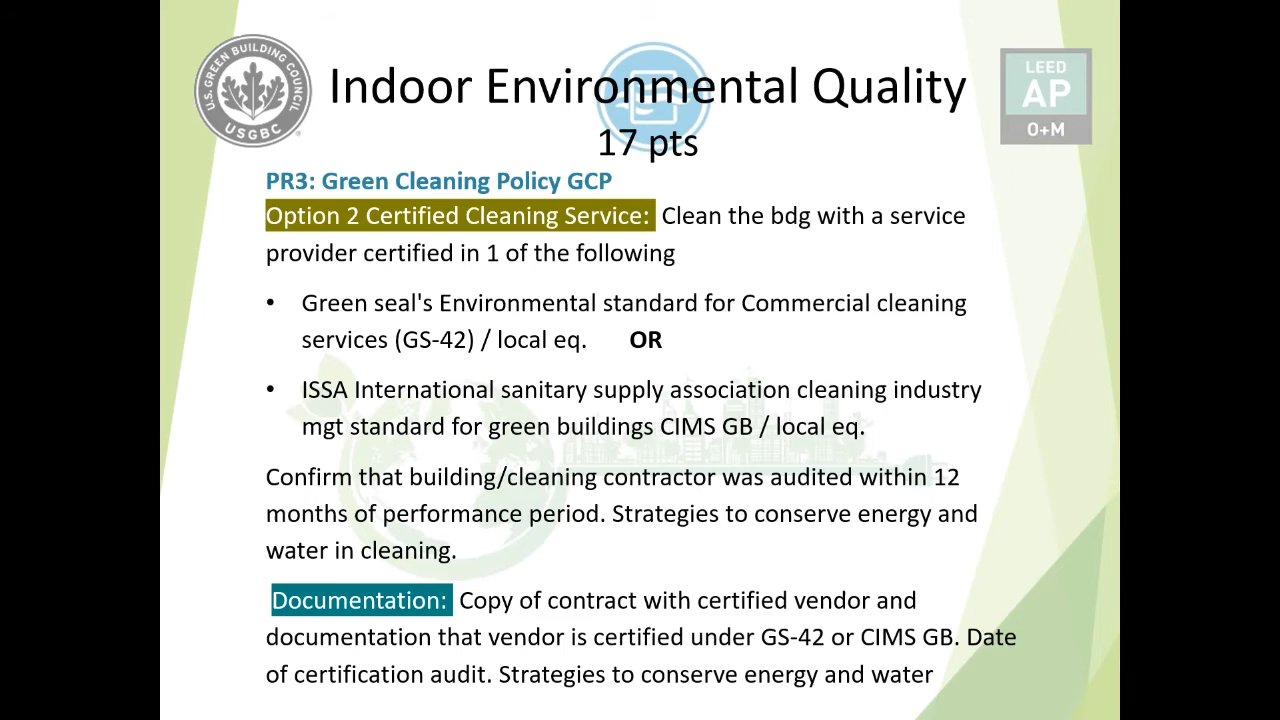 U.S. GREEN BUILDING COUNCIL
USGBC
Indoor Environmental Quality
17 pts
LEED
AP
O+M
PR3: Green Cleaning Policy GCP
Option 2 Certified Cleaning Service: Clean the bdg with a service
provider certified in 1 of the following
• Green seal's Environmental standard for Commercial cleaning
services (GS-42) / local eq. OR
• ISSA International sanitary supply association cleaning industry
mgt standard for green buildings CIMS GB / local eq.
Confirm that building/cleaning contractor was audited within 12
months of performance period. Strategies to conserve energy and
water in cleaning.
Documentation: Copy of contract with certified vendor and
documentation that vendor is certified under GS-42 or CIMS GB. Date
of certification audit. Strategies to conserve energy and water